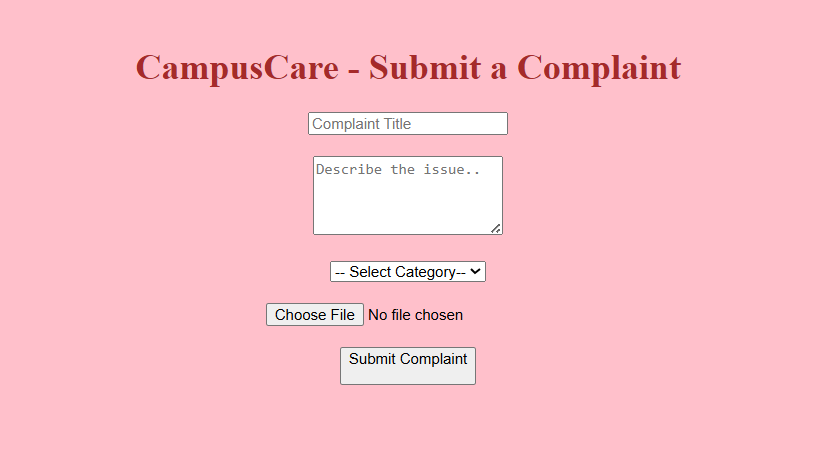 CampusCare - Submit a Complaint
Complaint Title
Describe the issue..
-- Select Category--
Choose File No file chosen
Submit Complaint